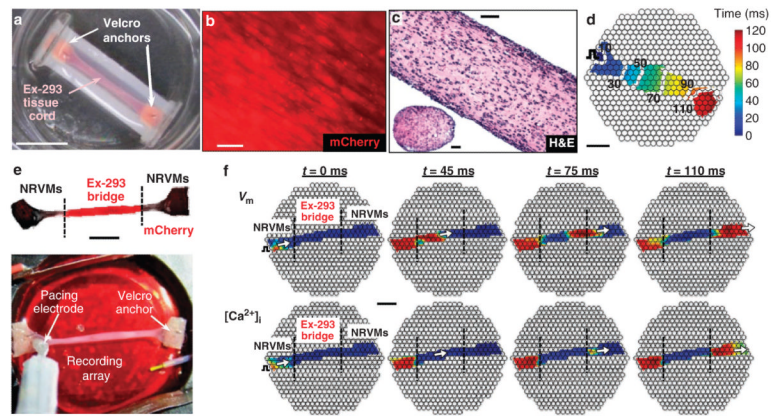 a
Velcro
anchors
Ex-293
tissue
cord
b
mCherry
c
H&E
d
Time (ms)
120
100
80
60
40
20
0
10
30
50
70
90
110
e
NRVMs
Ex-293
bridge
NRVMs
mCherry
Pacing
electrode
Velcro
anchor
Recording
array
f
t = 0 ms
t = 45 ms
t = 75 ms
t = 110 ms
Vm
Ex-293
bridge
NRVMs
NRVMs
[Ca2+]i
Ex-293
bridge
NRVMs
NRVMs